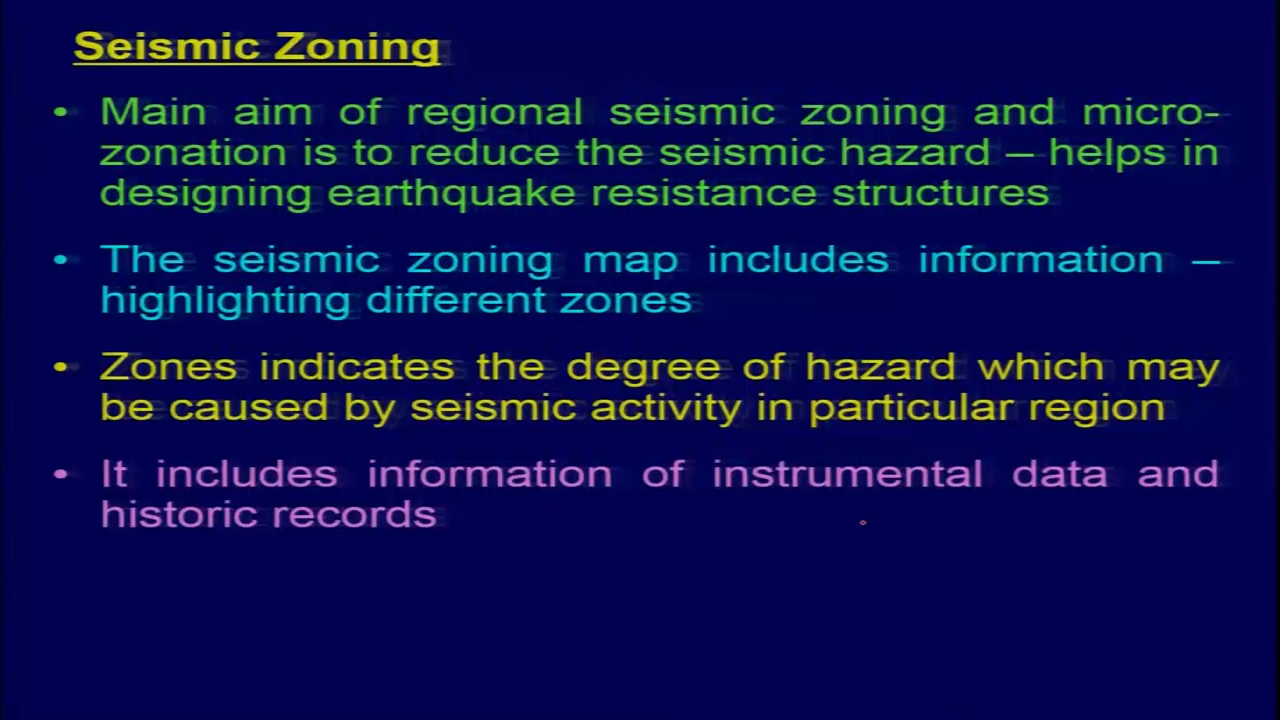 Seismic Zoning
• Main aim of regional seismic zoning and micro-
zonation is to reduce the seismic hazard – helps in
designing earthquake resistance structures
• The seismic zoning map includes information –
highlighting different zones
• Zones indicates the degree of hazard which may
be caused by seismic activity in particular region
• It includes information of instrumental data and
historic records